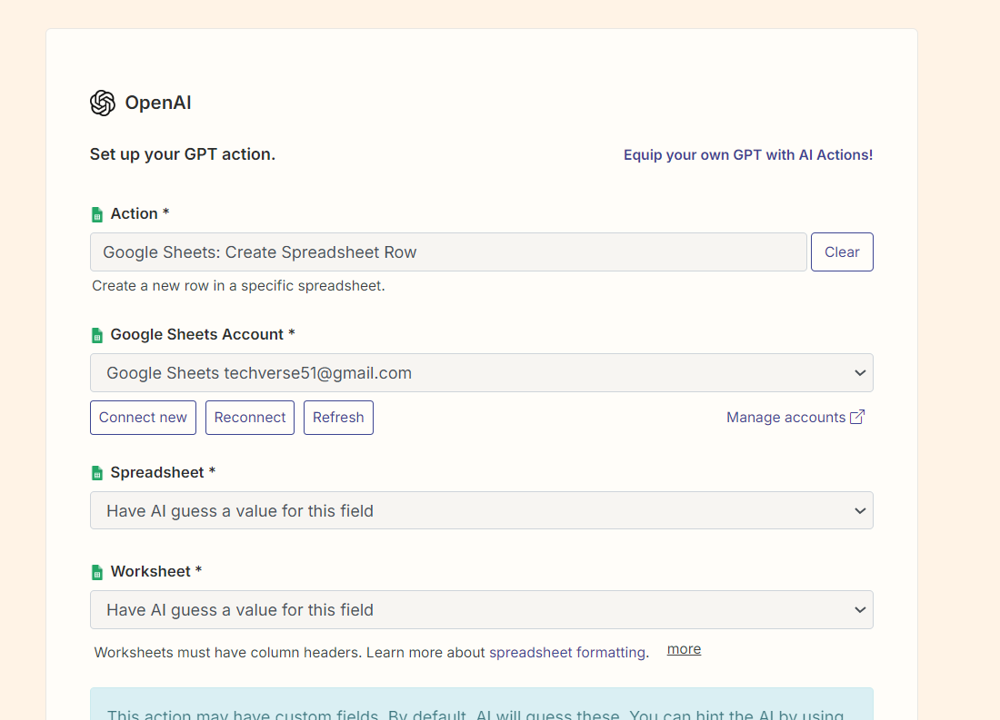 OpenAI
Set up your GPT action.
Equip your own GPT with AI Actions!
Action *
Google Sheets: Create Spreadsheet Row
Clear
Create a new row in a specific spreadsheet.
Google Sheets Account *
Google Sheets techverse51@gmail.com
Connect new
Reconnect
Refresh
Manage accounts
Spreadsheet *
Have AI guess a value for this field
Worksheet *
Have AI guess a value for this field
Worksheets must have column headers. Learn more about spreadsheet formatting. more
This action may have custom fields. By default, AI will guess these. You can hint the AI by using